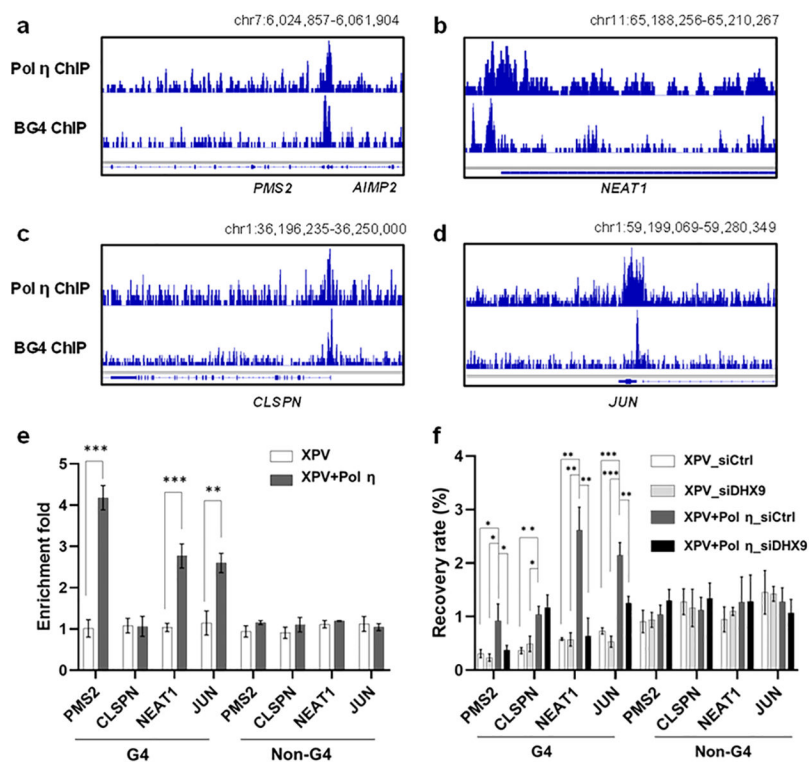 a
chr7:6,024,857-6,061,904
Pol η ChIP
BG4 ChIP
PMS2
AIMP2
b
chr11:65,188,256-65,210,267
NEAT1
c
chr1:36,196,235-36,250,000
Pol η ChIP
BG4 ChIP
CLSPN
d
chr1:59,199,069-59,280,349
JUN
e
XPV
XPV+Pol η
Enrichment fold
5
4
3
2
1
0
***
***
**
PMS2
CLSPN
NEAT1
JUN
PMS2
CLSPN
NEAT1
JUN
G4
Non-G4
f
XPV_siCtrl
XPV_siDHX9
XPV+Pol η_siCtrl
XPV+Pol η_siDHX9
Recovery rate (%)
4
3
2
1
0
*
*
*
**
*
**
**
**
***
***
**
PMS2
CLSPN
NEAT1
JUN
PMS2
CLSPN
NEAT1
JUN
G4
Non-G4